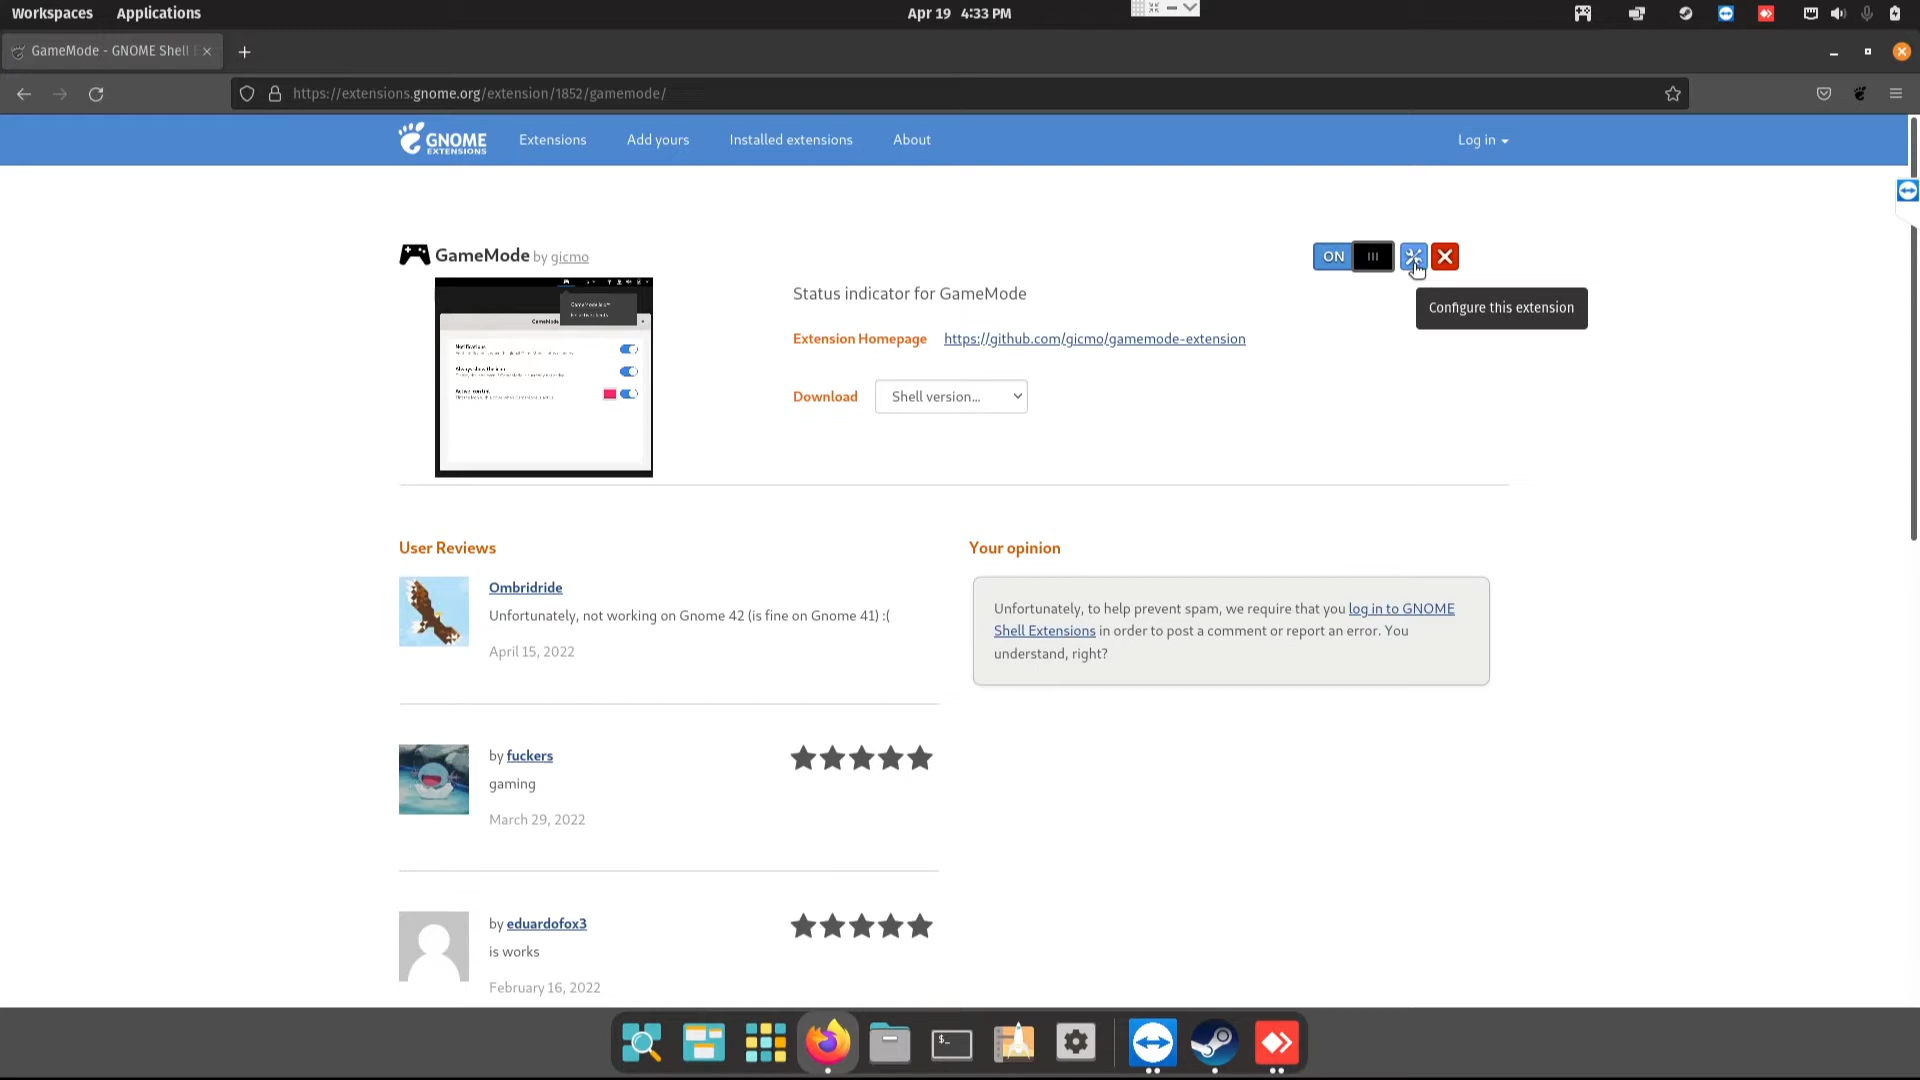 Workspaces Applications Apr 19 4:33 PM
GameMode - GNOME Shell
https://extensions.gnome.org/extension/1852/gamemode/
GNOME EXTENSIONS Extensions Add yours Installed extensions About Log in
GameMode by gicmo ON
Status indicator for GameMode
Configure this extension
Extension Homepage https://github.com/gicmo/gamemode-extension
Download Shell version...
User Reviews
Your opinion
Ombridride
Unfortunately, not working on Gnome 42 (is fine on Gnome 41) :(
April 15, 2022
Unfortunately, to help prevent spam, we require that you log in to GNOME
Shell Extensions in order to post a comment or report an error. You
understand, right?
by fuckers
gaming
March 29, 2022
by eduardofox3
is works
February 16, 2022